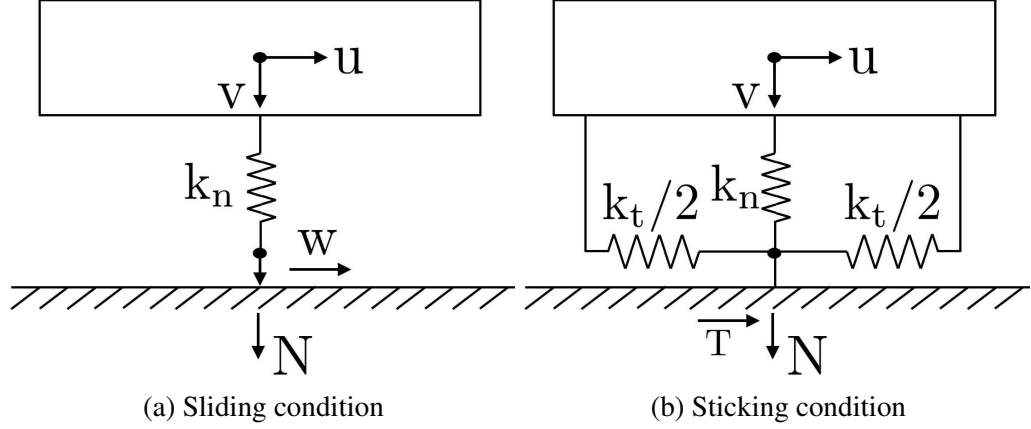 u
v
k_n
w
N
(a) Sliding condition
u
v
k_n
k_t/2
k_t/2
T
N
(b) Sticking condition